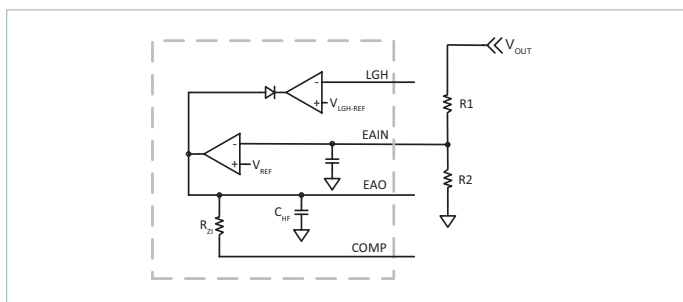 V_OUT
LGH
R1
- 
+ V_LGH-REF
EAIN
-
+ V_REF
R2
EAO
C_HF
R_ZI
COMP